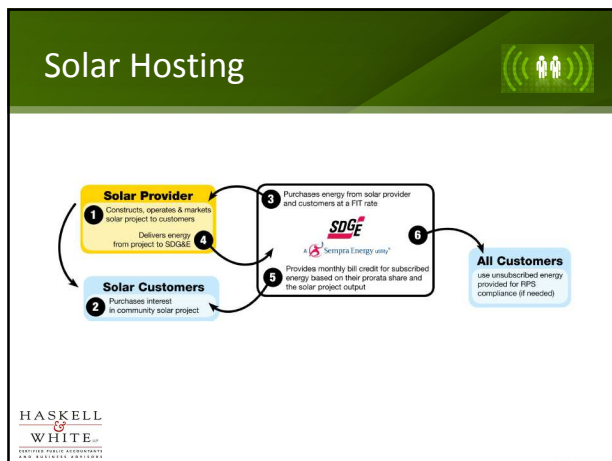 Solar Hosting
Solar Provider
1 Constructs, operates & markets
solar project to customers
Delivers energy 4
from project to SDG&E
Solar Customers
2 Purchases interest
in community solar project
3 Purchases energy from solar provider
and customers at a FIT rate
SDGE
A Sempra Energy utility®
5 Provides monthly bill credit for subscribed
energy based on their prorata share and
the solar project output
6
All Customers
use unsubscribed energy
provided for RPS
compliance (if needed)
HASKELL
&
WHITE LLP
CERTIFIED PUBLIC ACCOUNTANTS
AND BUSINESS ADVISORS